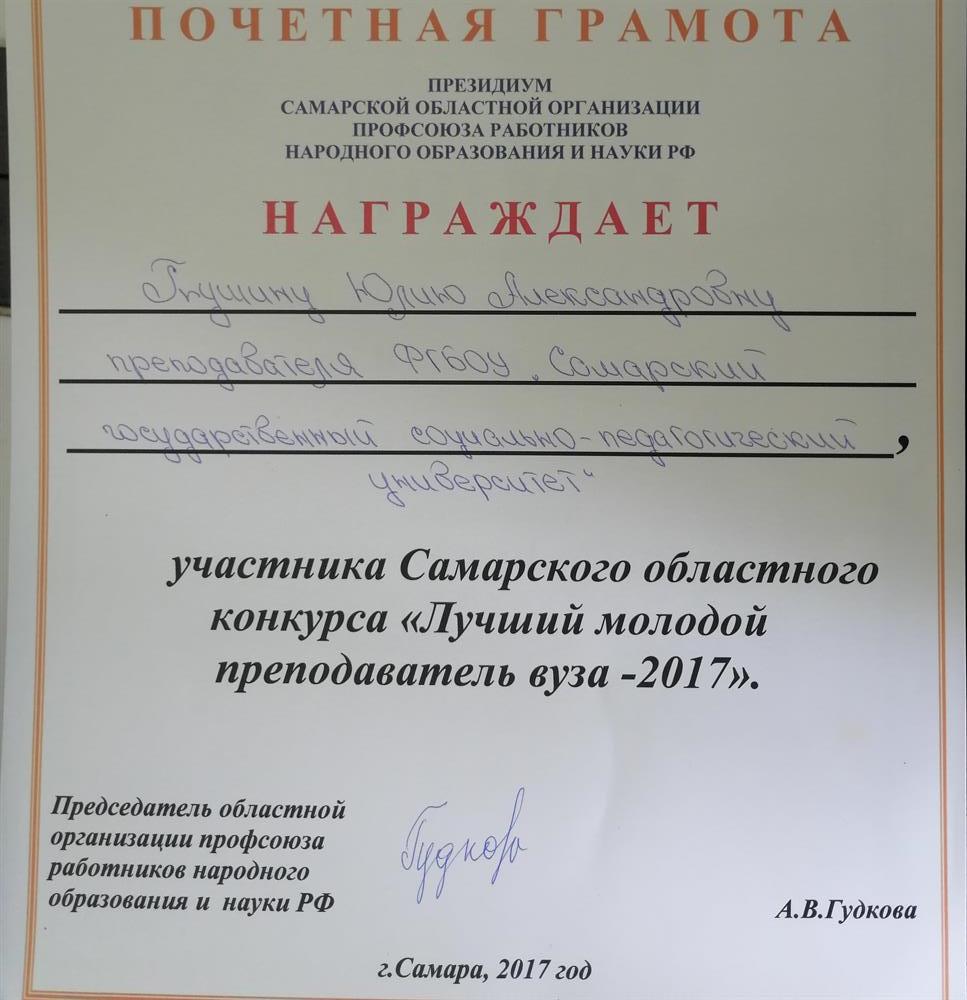 ПОЧЕТНАЯ ГРАМОТА
ПРЕЗИДИУМ
САМАРСКОЙ ОБЛАСТНОЙ ОРГАНИЗАЦИИ
ПРОФСОЮЗА РАБОТНИКОВ
НАРОДНОГО ОБРАЗОВАНИЯ И НАУКИ РФ
НАГРАЖДАЕТ
Юлию Александровну
преподавателя ФГБОУ „Самарский
государственный социально-педагогический ,
университет“
участника Самарского областного
конкурса «Лучший молодой
преподаватель вуза -2017».
Председатель областной
организации профсоюза
работников народного
образования и науки РФ
Гудкова
А.В.Гудкова
г.Самара, 2017 год